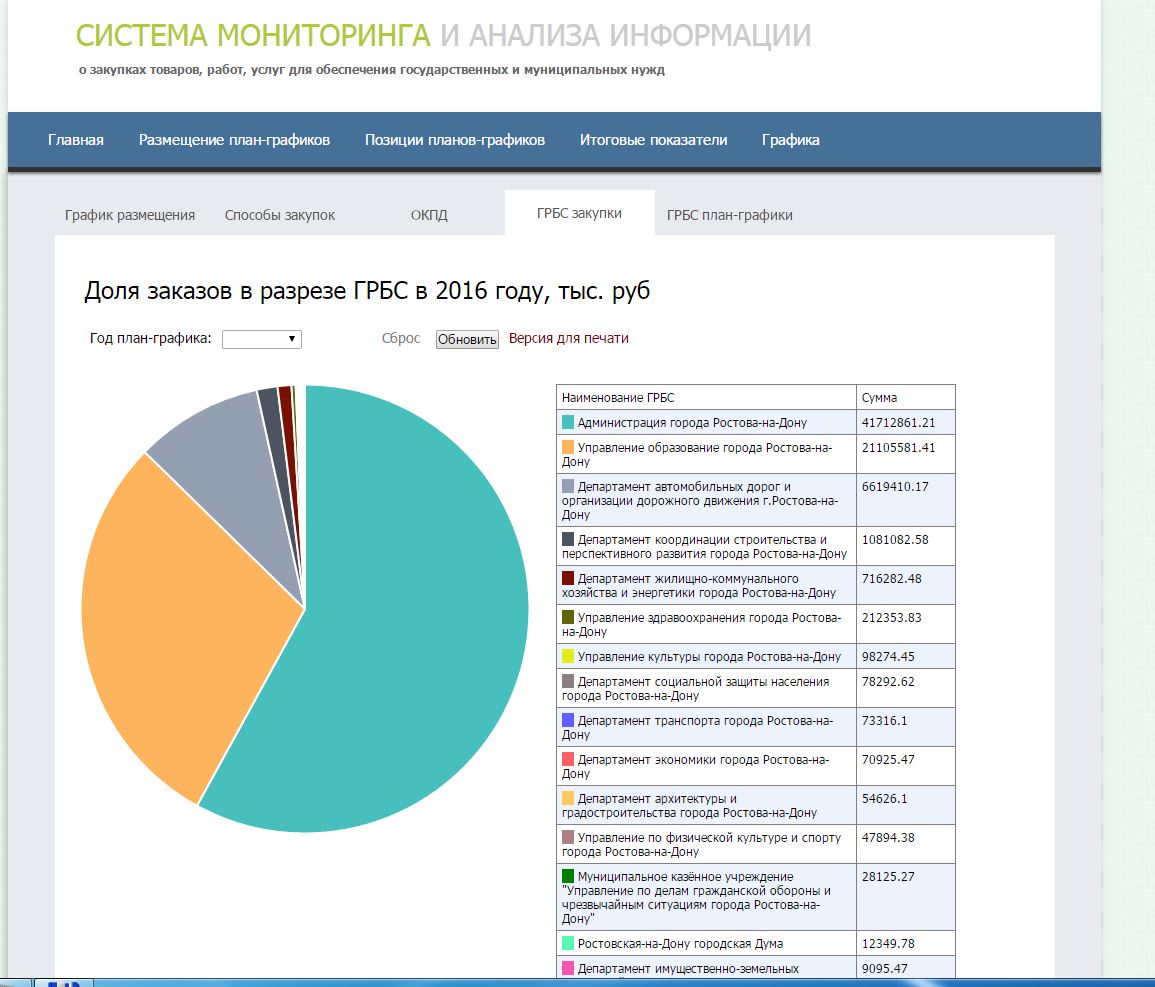 СИСТЕМА МОНИТОРИНГА И АНАЛИЗА ИНФОРМАЦИИ
о закупках товаров, работ, услуг для обеспечения государственных и муниципальных нужд
Главная Размещение план-графиков Позиции планов-графиков Итоговые показатели Графика
График размещения Способы закупок ОКПД ГРБС закупки ГРБС план-графики
Доля заказов в разрезе ГРБС в 2016 году, тыс. руб
Год план-графика: Сброс Обновить Версия для печати
Наименование ГРБС Сумма
Администрация города Ростова-на-Дону 41712861.21
Управление образование города Ростова-на- 21105581.41
Дону
Департамент автомобильных дорог и 6619410.17
организации дорожного движения г.Ростова-на-
Дону
Департамент координации строительства и 1081082.58
перспективного развития города Ростова-на-Дону
Департамент жилищно-коммунального 716282.48
хозяйства и энергетики города Ростова-на-Дону
Управление здравоохранения города Ростова- 212353.83
на-Дону
Управление культуры города Ростова-на-Дону 98274.45
Департамент социальной защиты населения 78292.62
города Ростова-на-Дону
Департамент транспорта города Ростова-на- 73316.1
Дону
Департамент экономики города Ростова-на- 70925.47
Дону
Департамент архитектуры и 54626.1
градостроительства города Ростова-на-Дону
Управление по физической культуре и спорту 47894.38
города Ростова-на-Дону
Муниципальное казённое учреждение 28125.27
"Управление по делам гражданской обороны и
чрезвычайным ситуациям города Ростова-на-
Дону"
Ростовская-на-Дону городская Дума 12349.78
Департамент имущественно-земельных 9095.47